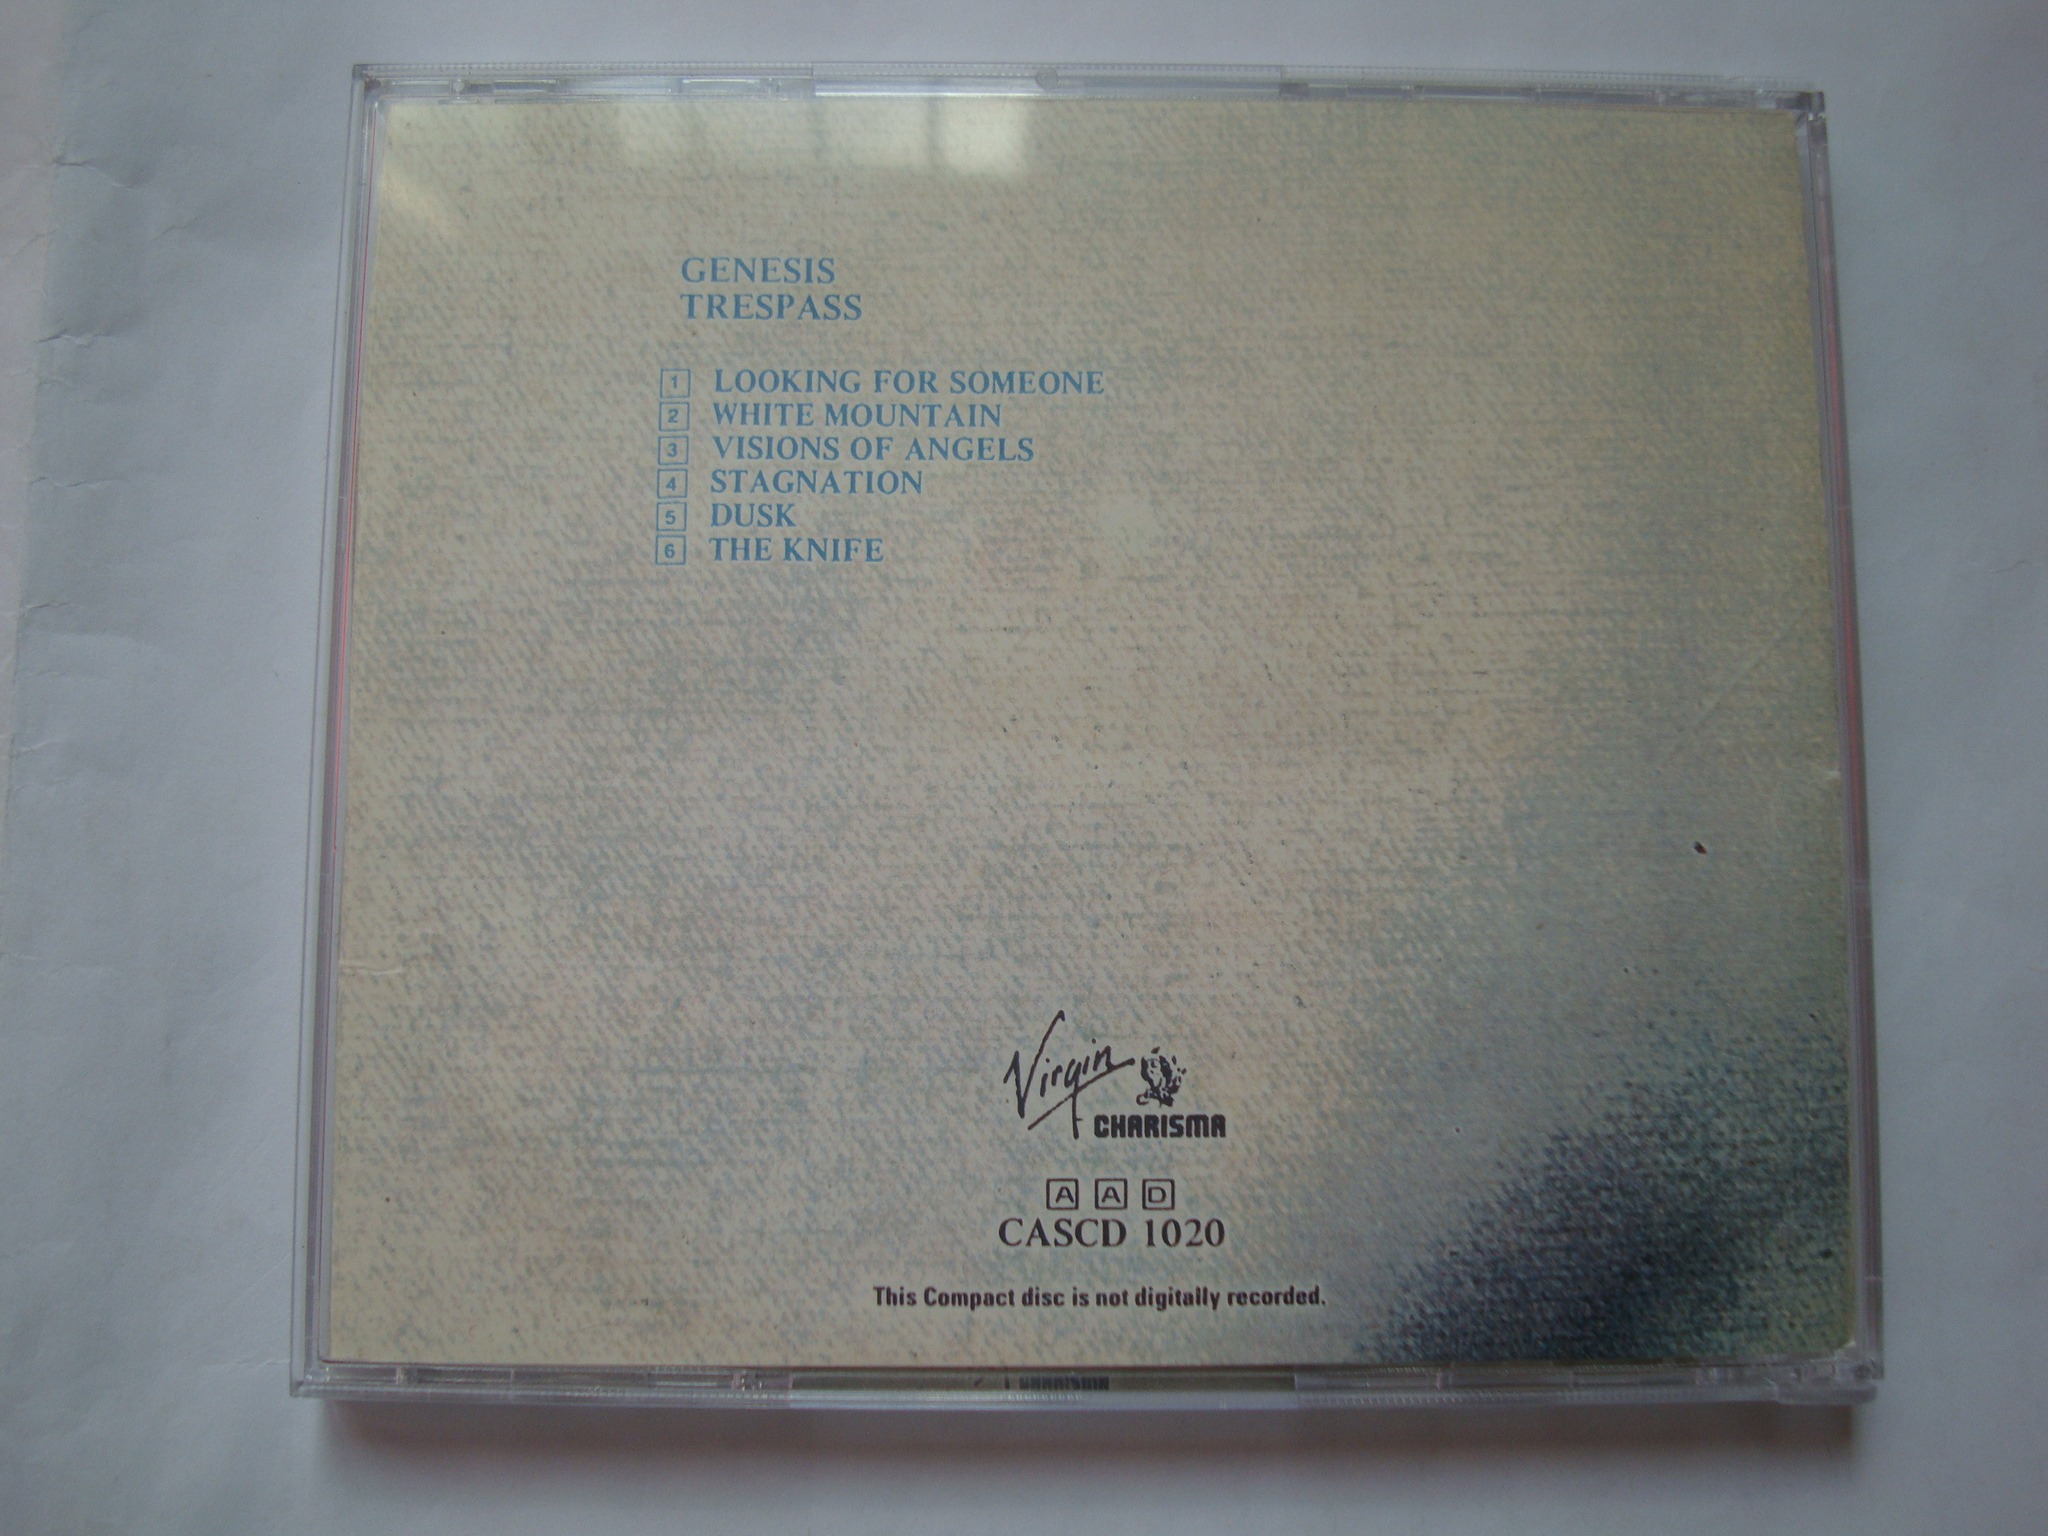 GENESIS
TRESPASS
1 LOOKING FOR SOMEONE
2 WHITE MOUNTAIN
3 VISIONS OF ANGELS
4 STAGNATION
5 DUSK
6 THE KNIFE
Virgin
CHARISMA
A A D
CASCD 1020
This Compact disc is not digitally recorded.
CHARISMA